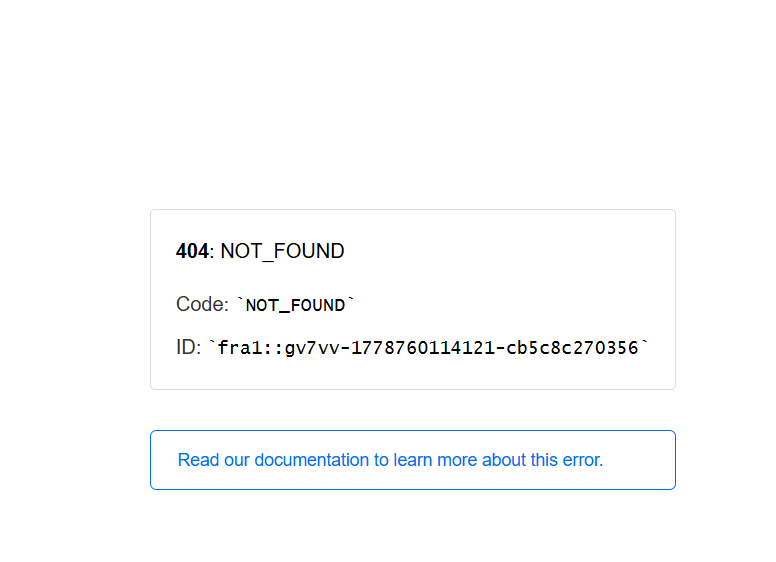 404: NOT_FOUND
Code: `NOT_FOUND`
ID: `fra1::gv7vv-1778760114121-cb5c8c270356`
Read our documentation to learn more about this error.